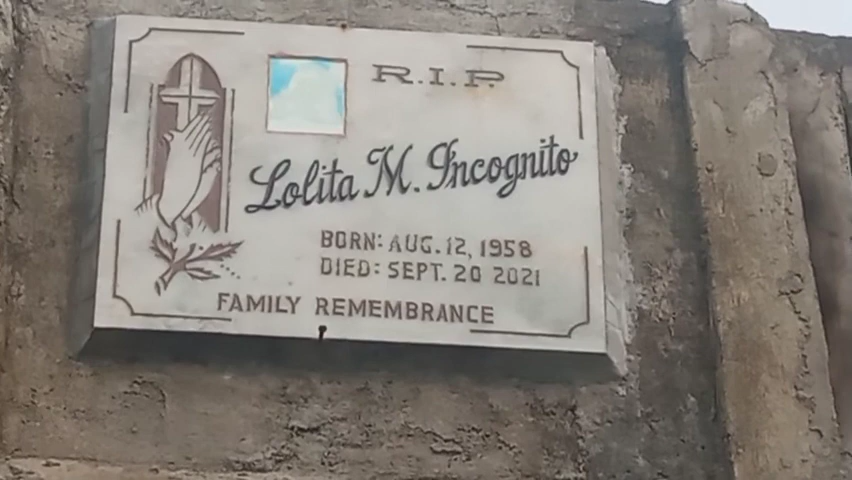 R.I.P.
Lolita M. Incognito
BORN: AUG. 12, 1958
DIED: SEPT. 20 2021
FAMILY REMEMBRANCE